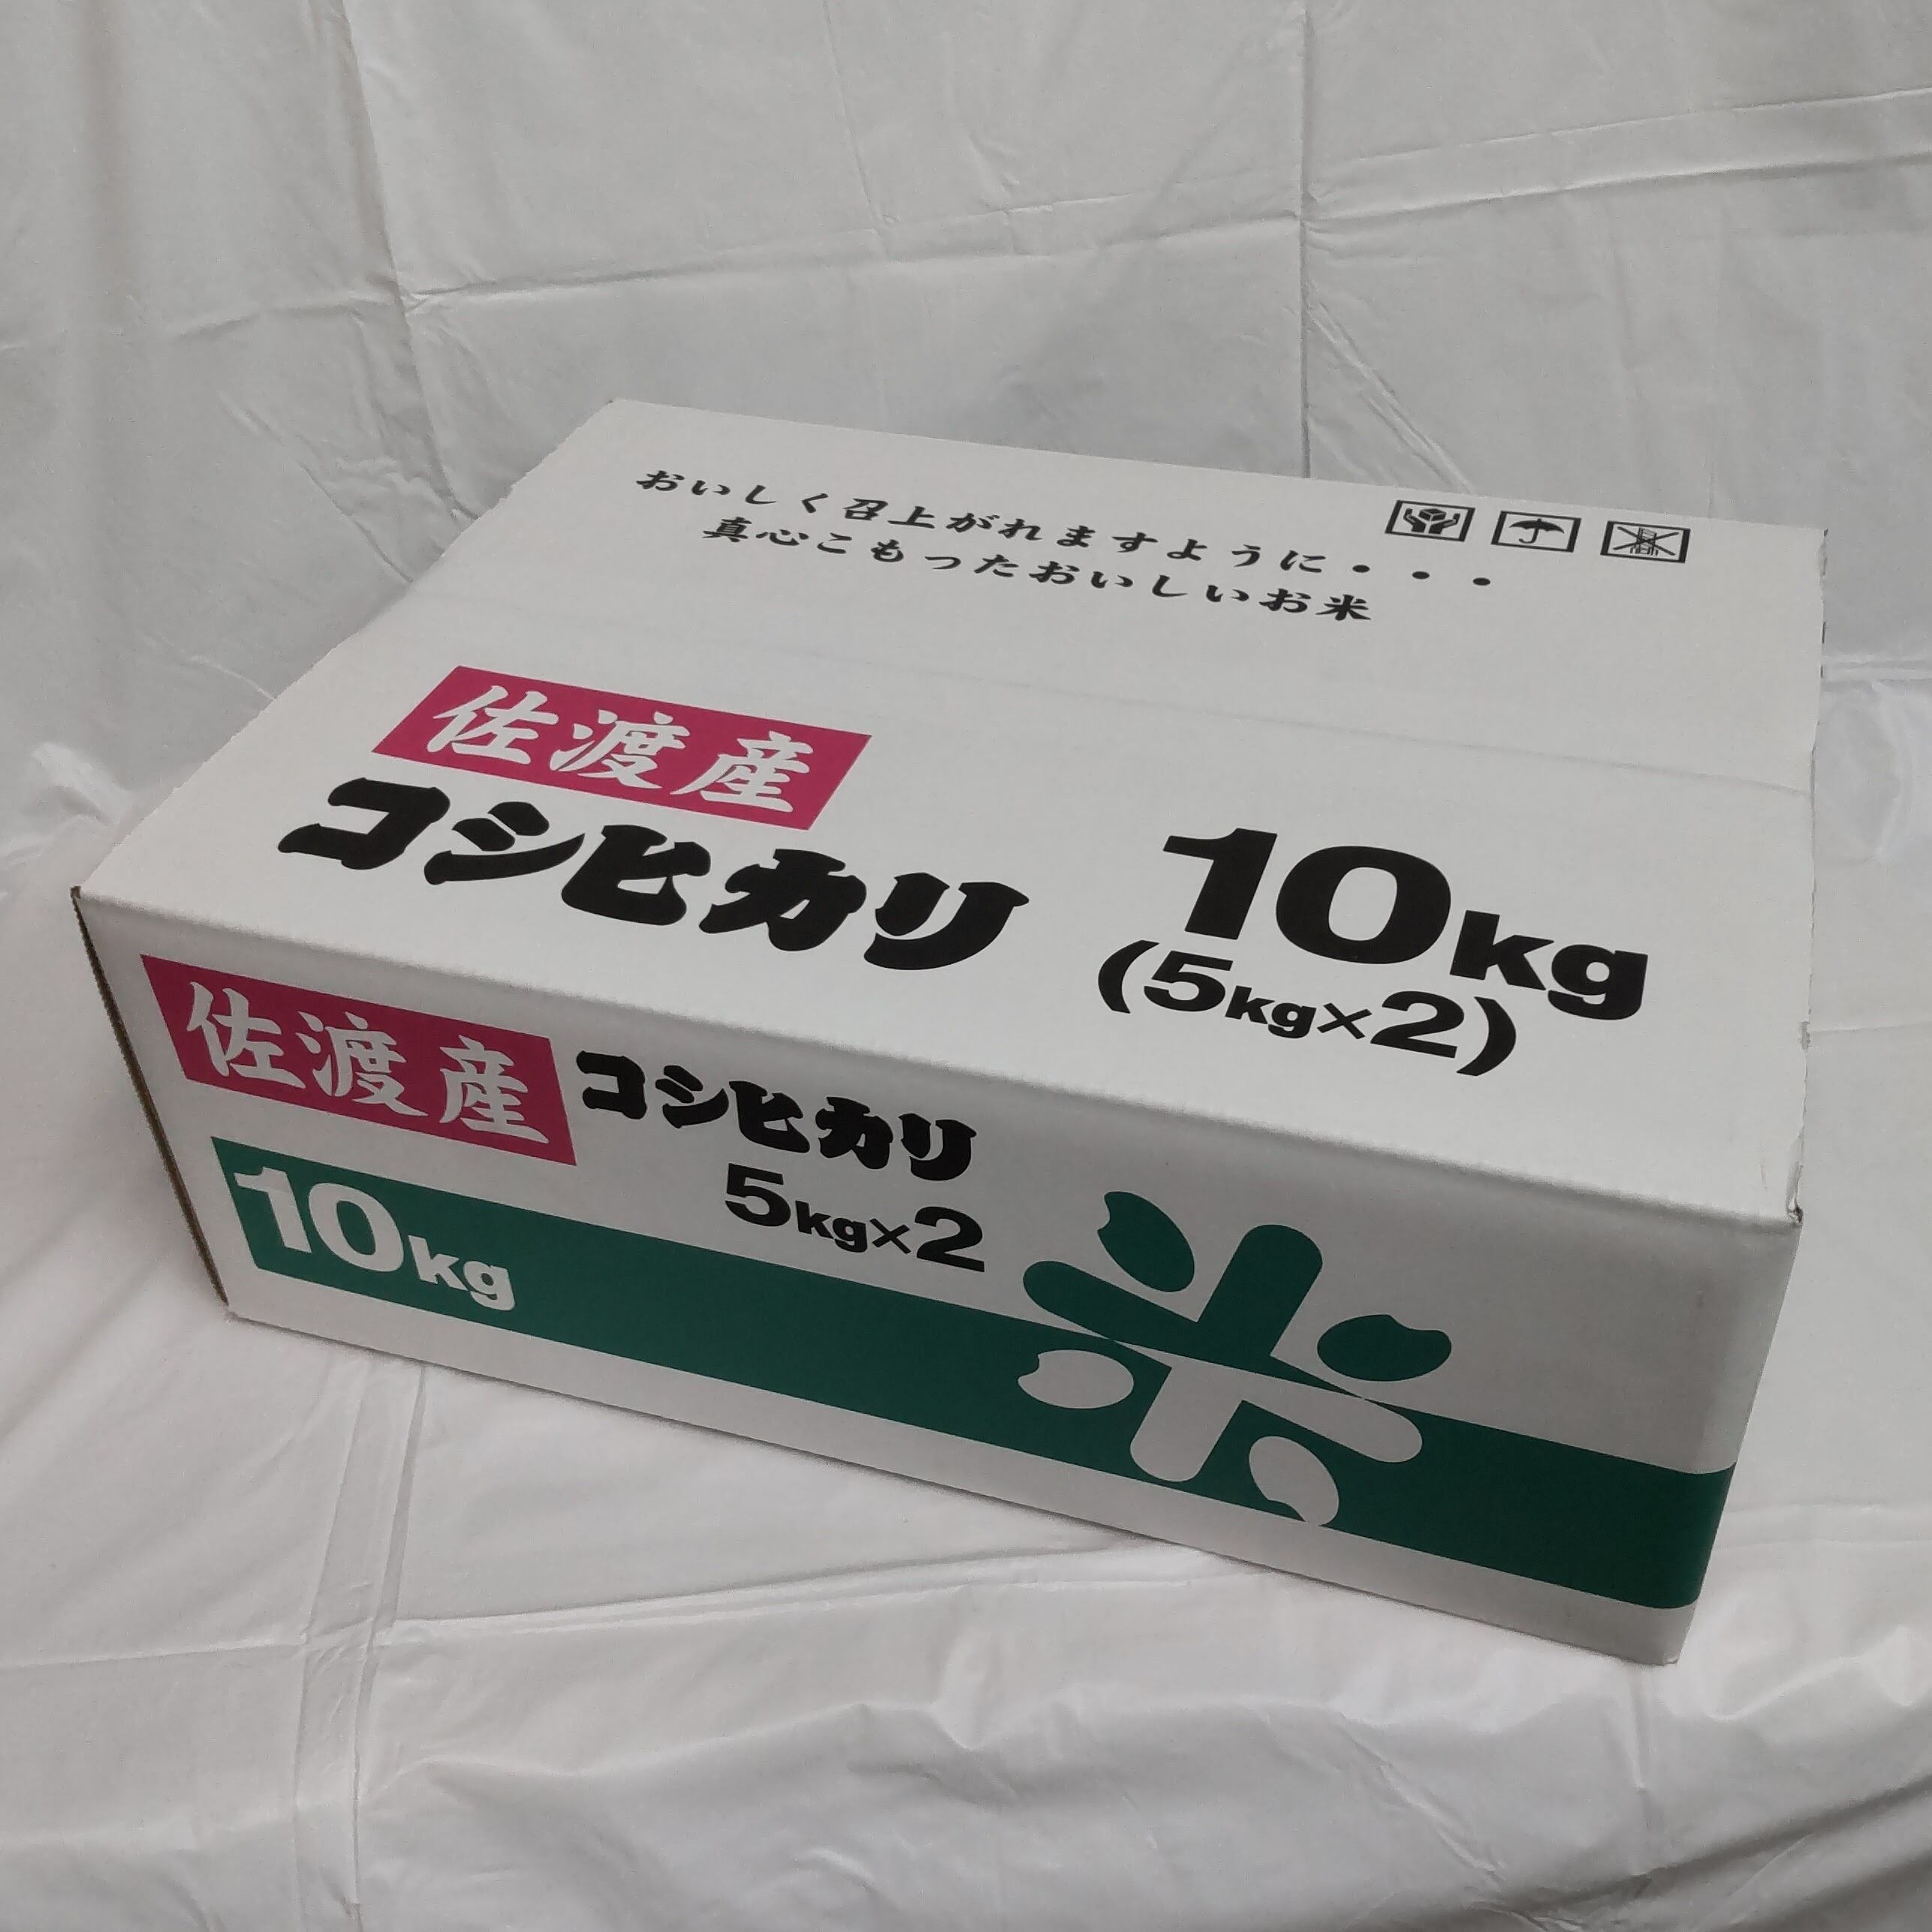 おいしく召上がれますように・・・
真心こもったおいしいお米
佐渡産
コシヒカリ
10kg
(5kg×2)
佐渡産
コシヒカリ
5kg×2
10kg
米